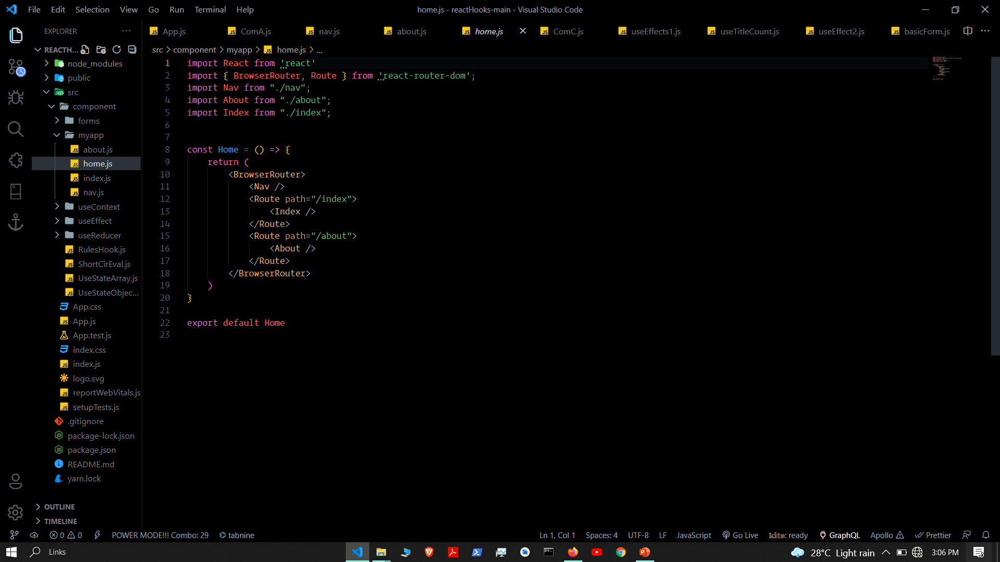 File Edit Selection View Go Run Terminal Help
home.js - reactHooks-main - Visual Studio Code
EXPLORER
App.js ComA.js nav.js about.js home.js ComC.js useEffects1.js useTitleCount.js useEffect2.js basicForm.js
REACTH...
src > component > myapp > home.js > ...
node_modules
public
src
component
forms
myapp
about.js
home.js
index.js
nav.js
useContext
useEffect
useReducer
RulesHook.js
ShortCirEval.js
UseStateArray.js
UseStateObjec...
App.css
App.js
App.test.js
index.css
index.js
logo.svg
reportWebVitals.js
setupTests.js
.gitignore
package-lock.json
package.json
README.md
yarn.lock
OUTLINE
TIMELINE
1 import React from 'react'
2 import { BrowserRouter, Route } from 'react-router-dom';
3 import Nav from "./nav";
4 import About from "./about";
5 import Index from "./index";
6
7
8 const Home = () => {
9 return (
10 <BrowserRouter>
11 <Nav />
12 <Route path="/index">
13 <Index />
14 </Route>
15 <Route path="/about">
16 <About />
17 </Route>
18 </BrowserRouter>
19 )
20 }
21
22 export default Home
23
0 0 POWER MODE!!! Combo: 29 tabnine
Ln 1, Col 1 Spaces: 4 UTF-8 LF JavaScript Go Live kite: ready GraphQL Apollo Prettier
Links
28°C Light rain 3:06 PM